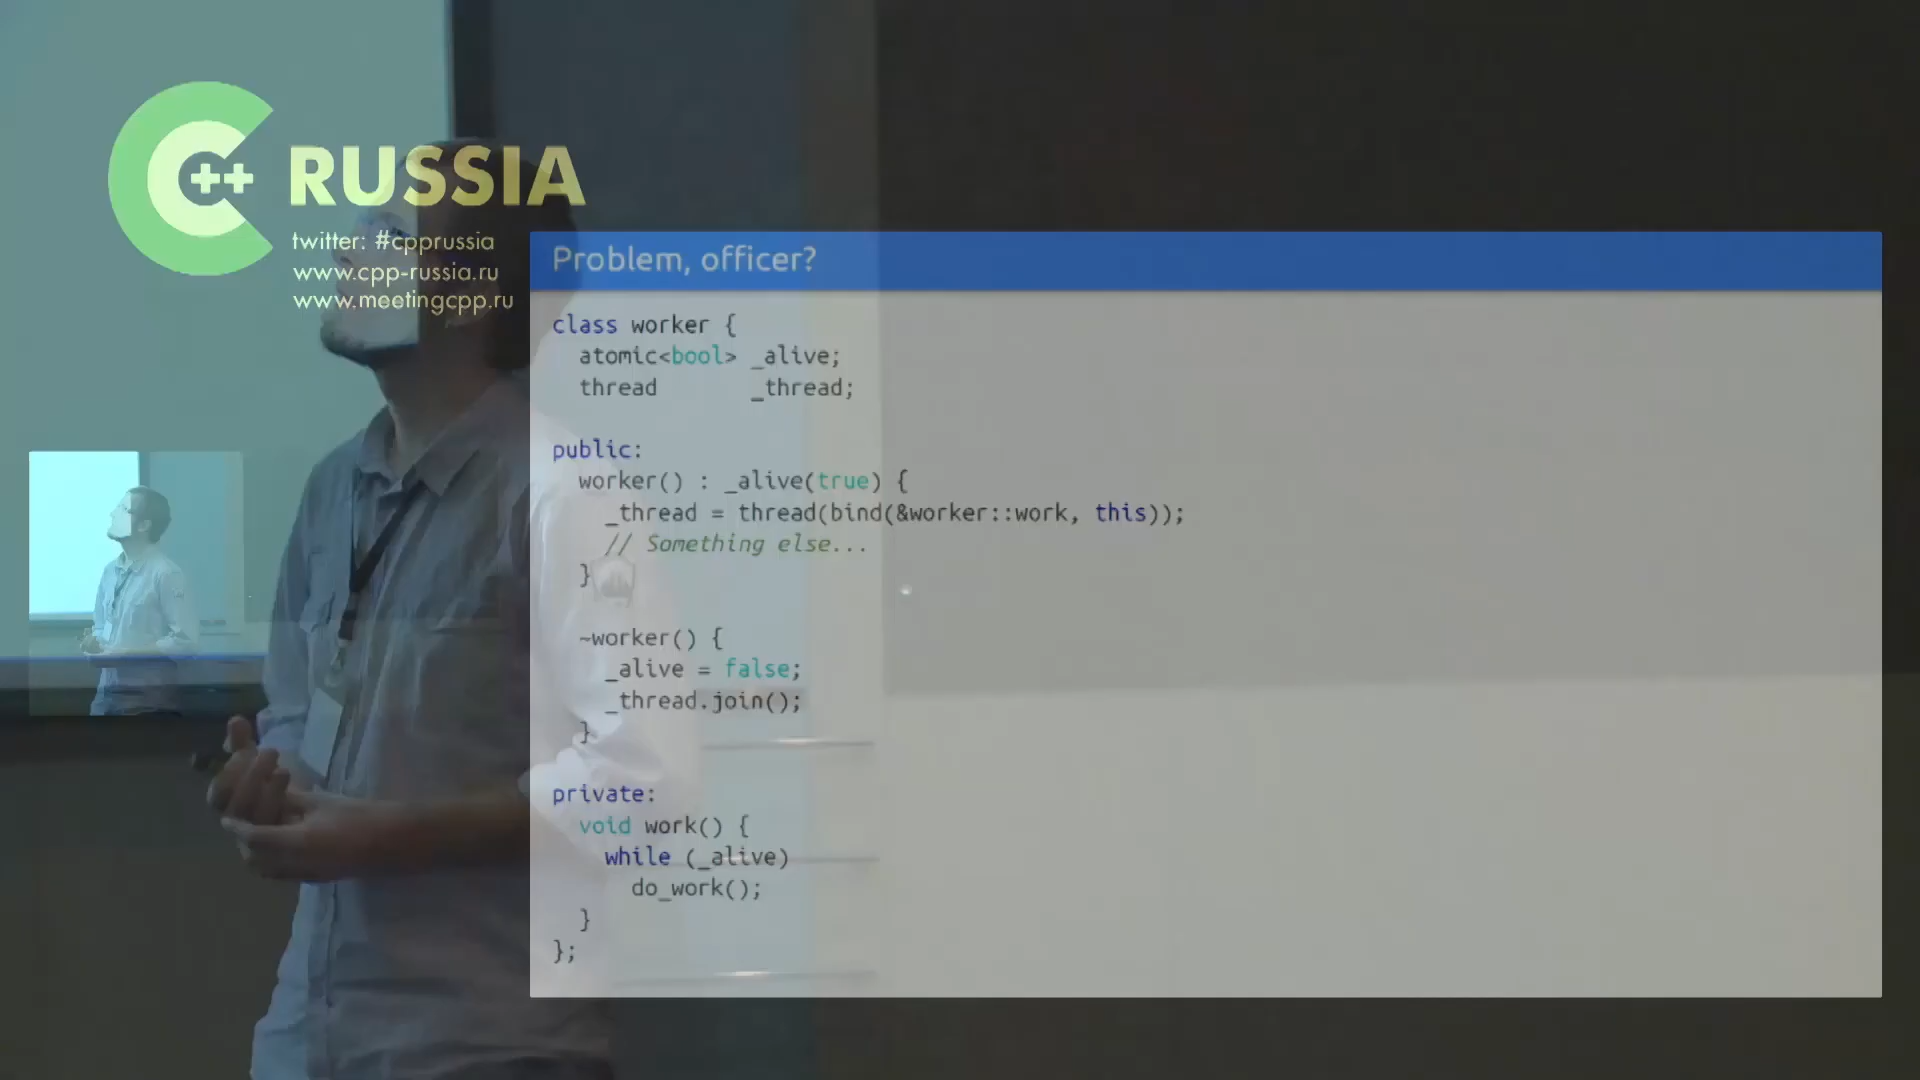 C++ RUSSIA
twitter: #cpprussia
www.cpp-russia.ru
www.meetingcpp.ru
Problem, officer?
class worker {
atomic<bool> _alive;
thread _thread;
public:
worker() : _alive(true) {
_thread = thread(bind(&worker::work, this));
// Something else...
}
~worker() {
_alive = false;
_thread.join();
}
private:
void work() {
while (_alive)
do_work();
}
};